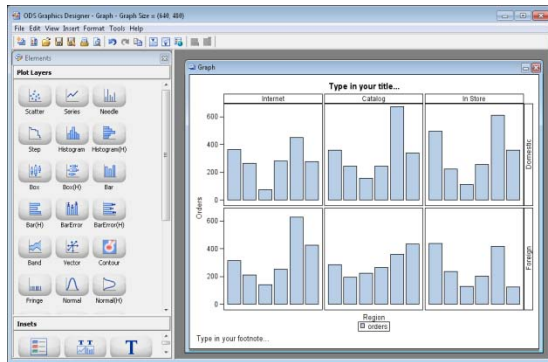 ODS Graphics Designer - Graph - Graph Size = (640, 480)
File Edit View Insert Format Tools Help
Elements
Plot Layers
Scatter Series Needle
Step Histogram Histogram(H)
Box Box(H) Bar
Bar(H) BarError BarError(H)
Band Vector Contour
Fringe Normal Normal(H)
Insets
T
Graph
Type in your title...
Internet Catalog In Store
600
400
200
0
Domestic
Orders
600
400
200
0
Foreign
Region
orders
Type in your footnote...